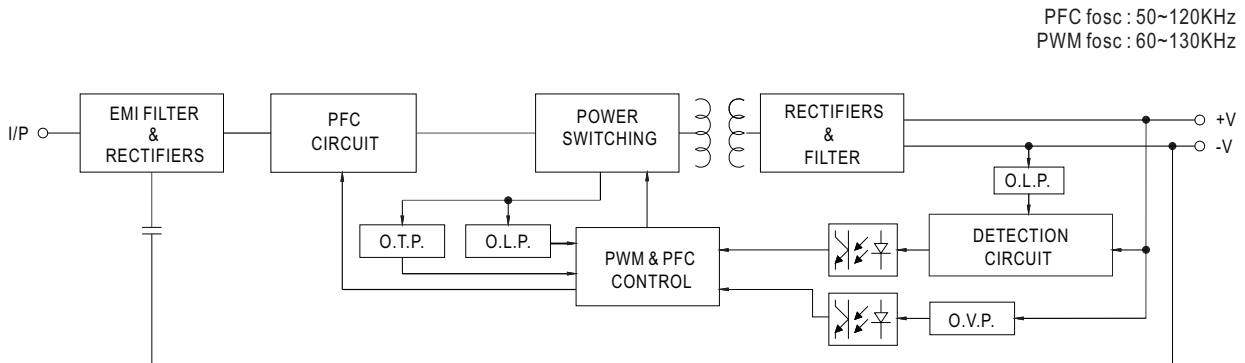 PFC fosc : 50~120KHz
PWM fosc : 60~130KHz
I/P
EMI FILTER
&
RECTIFIERS
PFC
CIRCUIT
POWER
SWITCHING
RECTIFIERS
&
FILTER
+V
-V
O.L.P.
O.T.P.
O.L.P.
PWM & PFC
CONTROL
DETECTION
CIRCUIT
O.V.P.